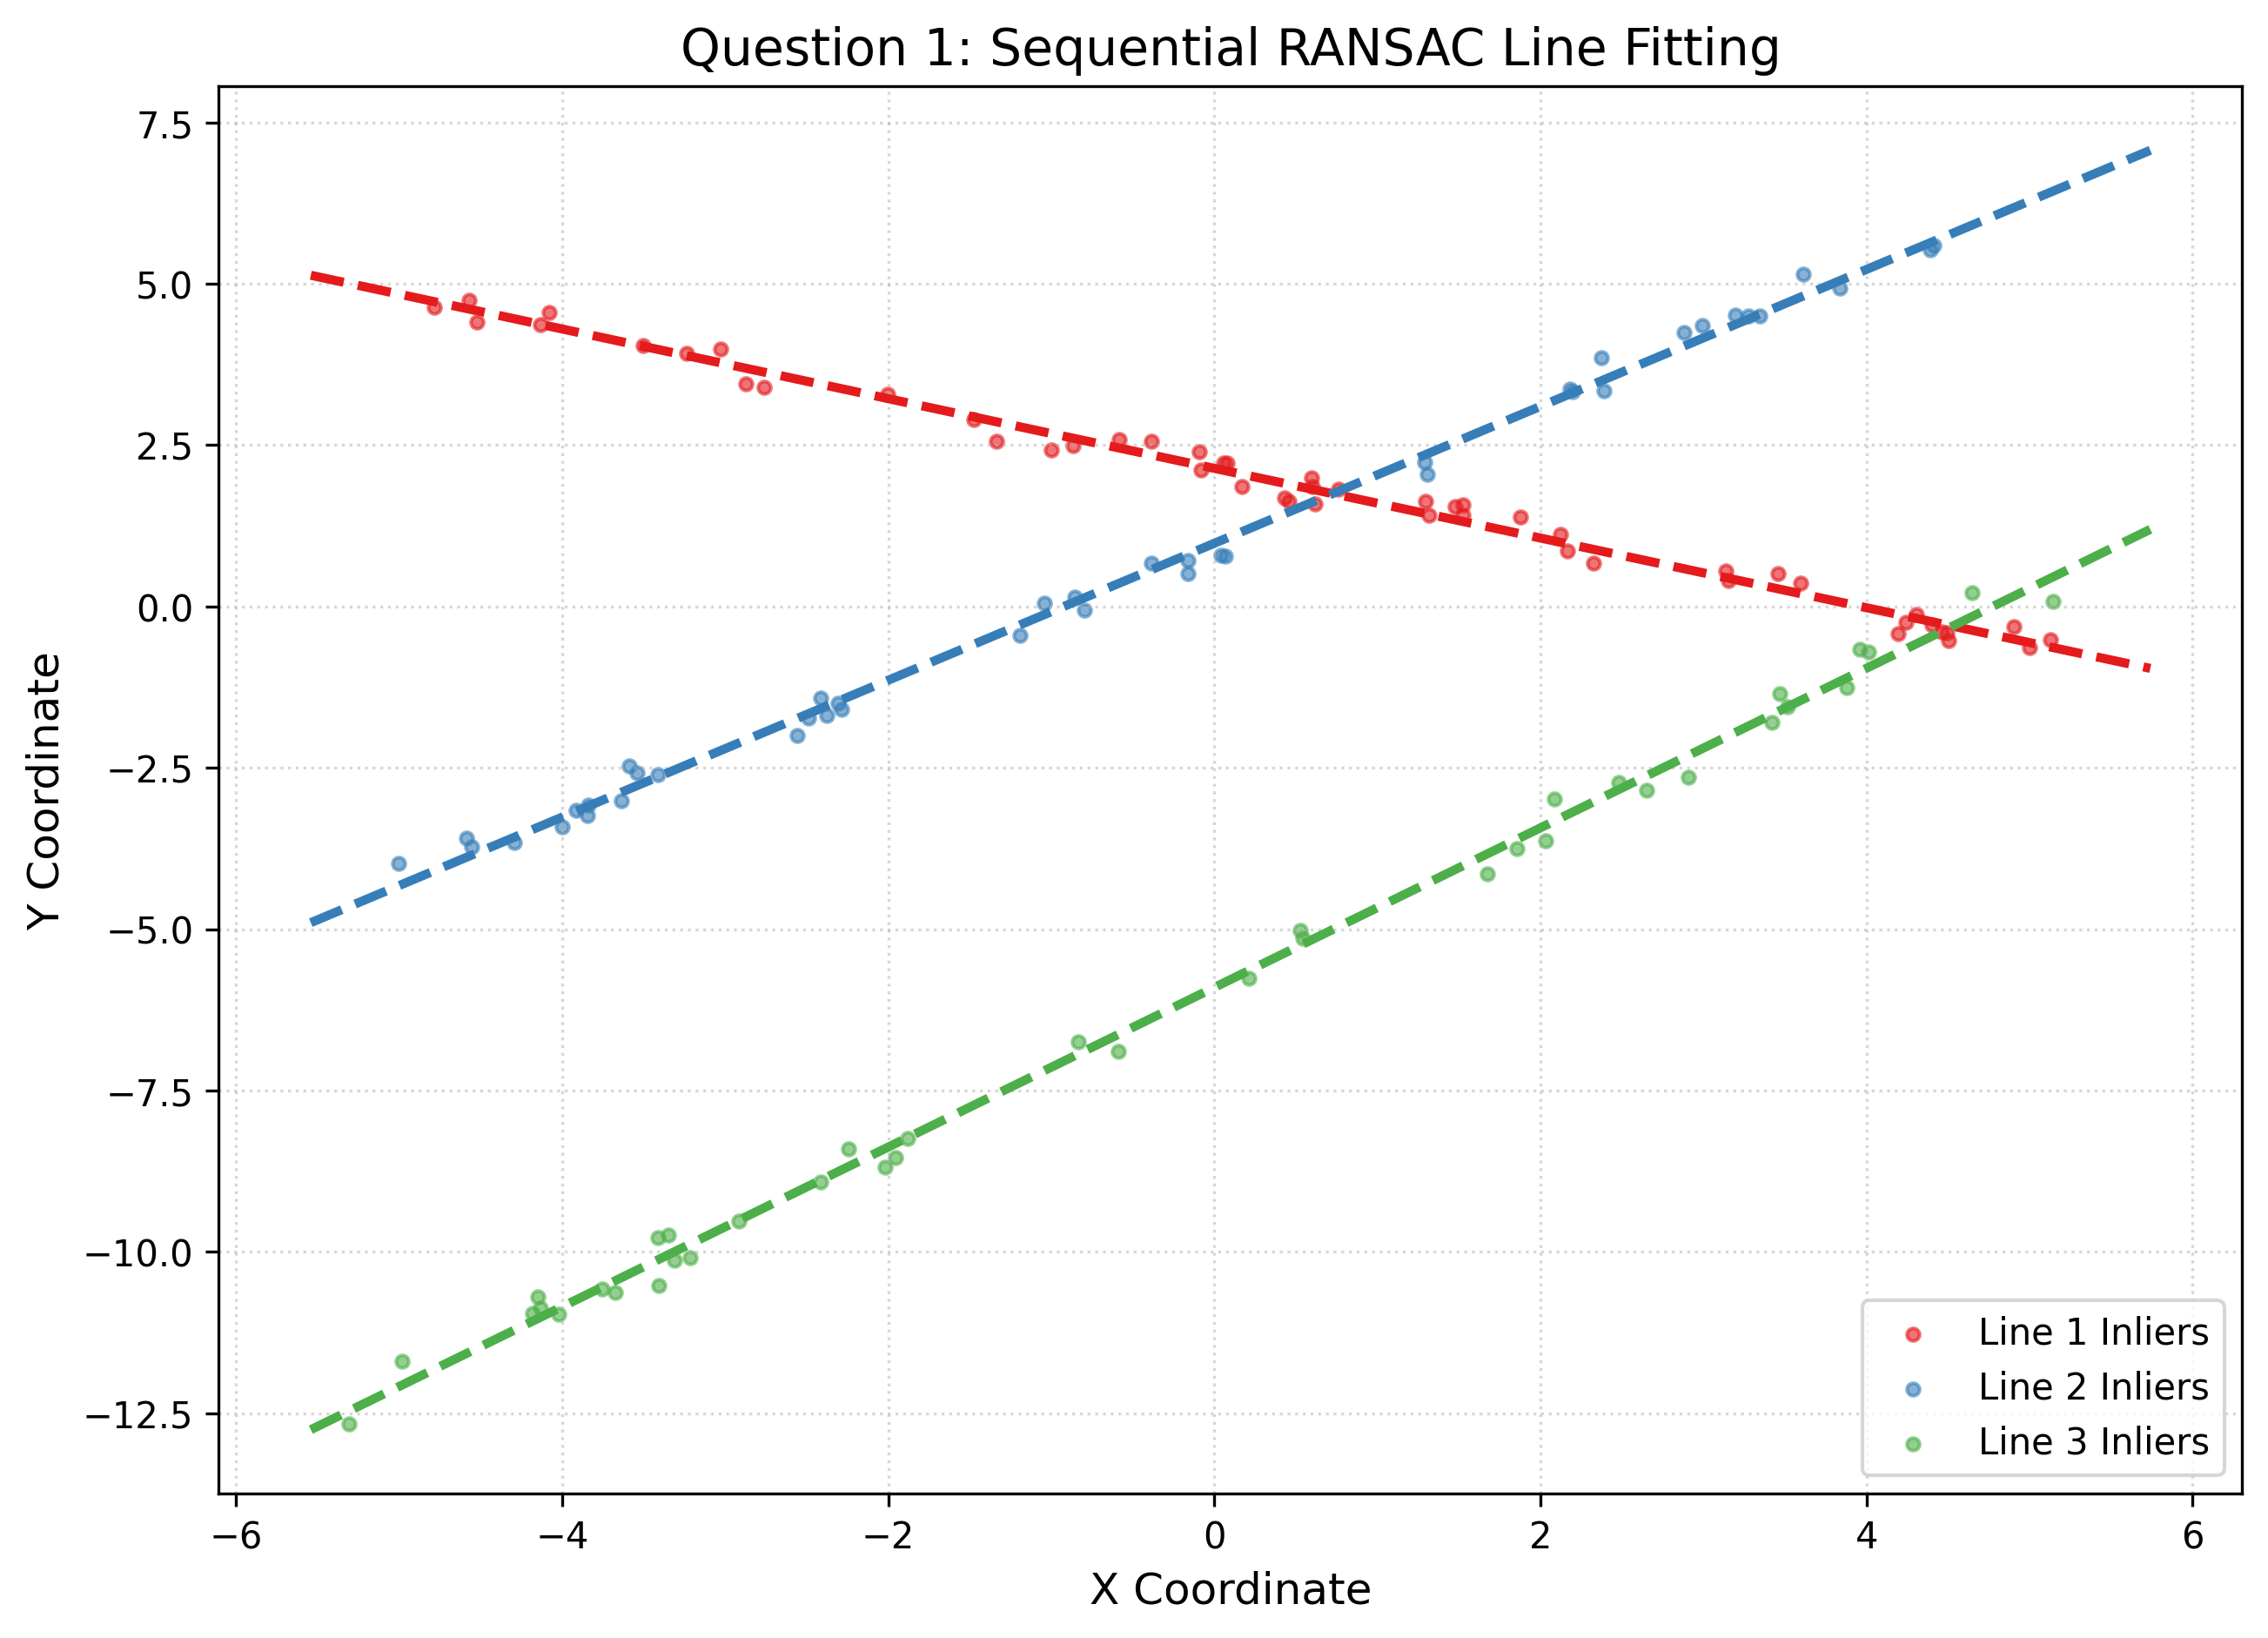 Question 1: Sequential RANSAC Line Fitting
7.5
5.0
2.5
0.0
−2.5
−5.0
−7.5
−10.0
−12.5
Y Coordinate
−6 −4 −2 0 2 4 6
X Coordinate
Line 1 Inliers
Line 2 Inliers
Line 3 Inliers